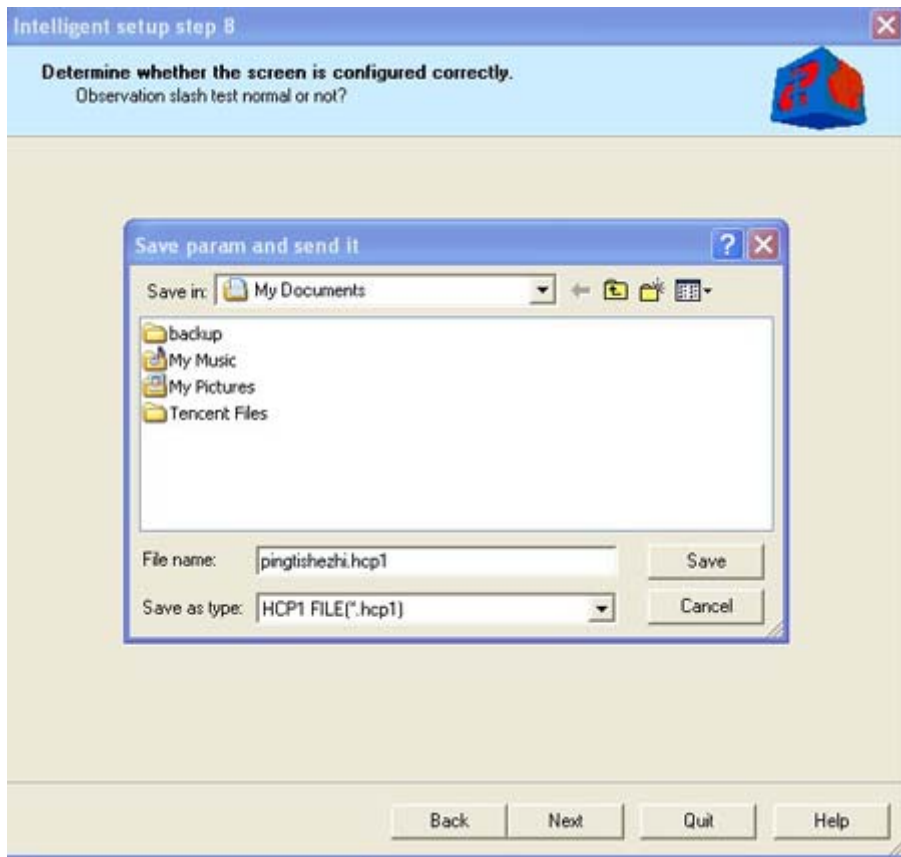 Intelligent setup step 8
Determine whether the screen is configured correctly.
Observation slash test normal or not?
Save param and send it
Save in: My Documents
backup
My Music
My Pictures
Tencent Files
File name: pingtishezhi.hcp1 Save
Save as type: HCP1 FILE(*.hcp1) Cancel
Back Next Quit Help